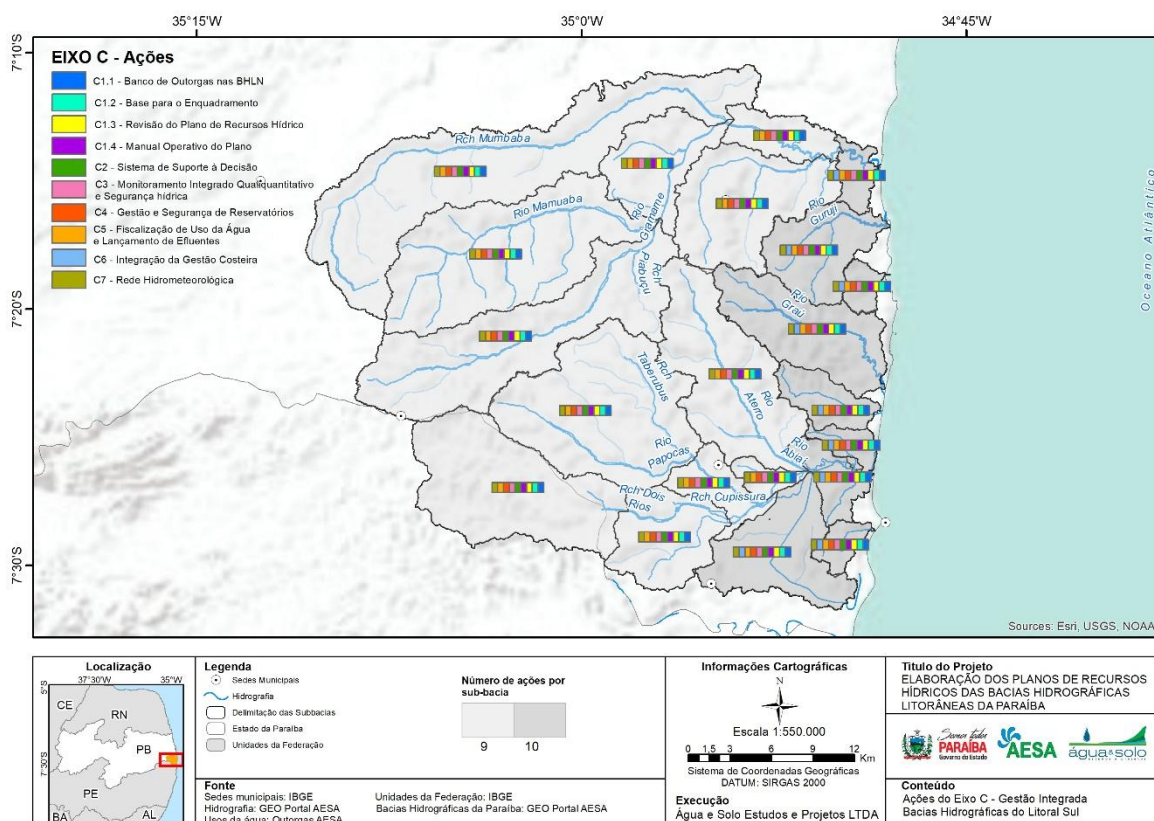 35°15'W
35°0'W
34°45'W
7°10'S
7°20'S
7°30'S
EIXO C - Ações
C1.1 - Banco de Outorgas nas BHLN
C1.2 - Base para o Enquadramento
C1.3 - Revisão do Plano de Recursos Hídrico
C1.4 - Manual Operativo do Plano
C2 - Sistema de Suporte à Decisão
C3 - Monitoramento Integrado Qualiquantitativo
e Segurança hídrica
C4 - Gestão e Segurança de Reservatórios
C5 - Fiscalização de Uso da Água
e Lançamento de Efluentes
C6 - Integração da Gestão Costeira
C7 - Rede Hidrometeorológica
Rch Mumbaba
Rio Mamuaba
Rio
Gramame
Rch
Piabuçu
Rio
Guruji
Rio
Graú
Rch
Taberubus
Rio
Aterro
Rio
Papocas
Rio
Abiaí
Rch Dois
Rios
Rch Cupissura
Oceano Atlântico
Sources: Esri, USGS, NOAA
Localização
37°30'W
35°W
5°S
7°30'S
CE
RN
PB
PE
AL
BA
Legenda
Sedes Municipais
Hidrografia
Delimitação das Subbacias
Estado da Paraíba
Unidades da Federação
Número de ações por
sub-bacia
9
10
Fonte
Sedes municipais: IBGE
Hidrografia: GEO Portal AESA
Usos da água: Outorgas AESA
Unidades da Federação: IBGE
Bacias Hidrográficas da Paraíba: GEO Portal AESA
Informações Cartográficas
N
Escala 1:550.000
0 1,5 3 6 9 12
Km
Sistema de Coordenadas Geográficas
DATUM: SIRGAS 2000
Execução
Água e Solo Estudos e Projetos LTDA
Titulo do Projeto
ELABORAÇÃO DOS PLANOS DE RECURSOS
HÍDRICOS DAS BACIAS HIDROGRÁFICAS
LITORÂNEAS DA PARAÍBA
Somos todos
PARAÍBA
Governo do Estado
AESA
água&solo
Conteúdo
Ações do Eixo C - Gestão Integrada
Bacias Hidrográficas do Litoral Sul